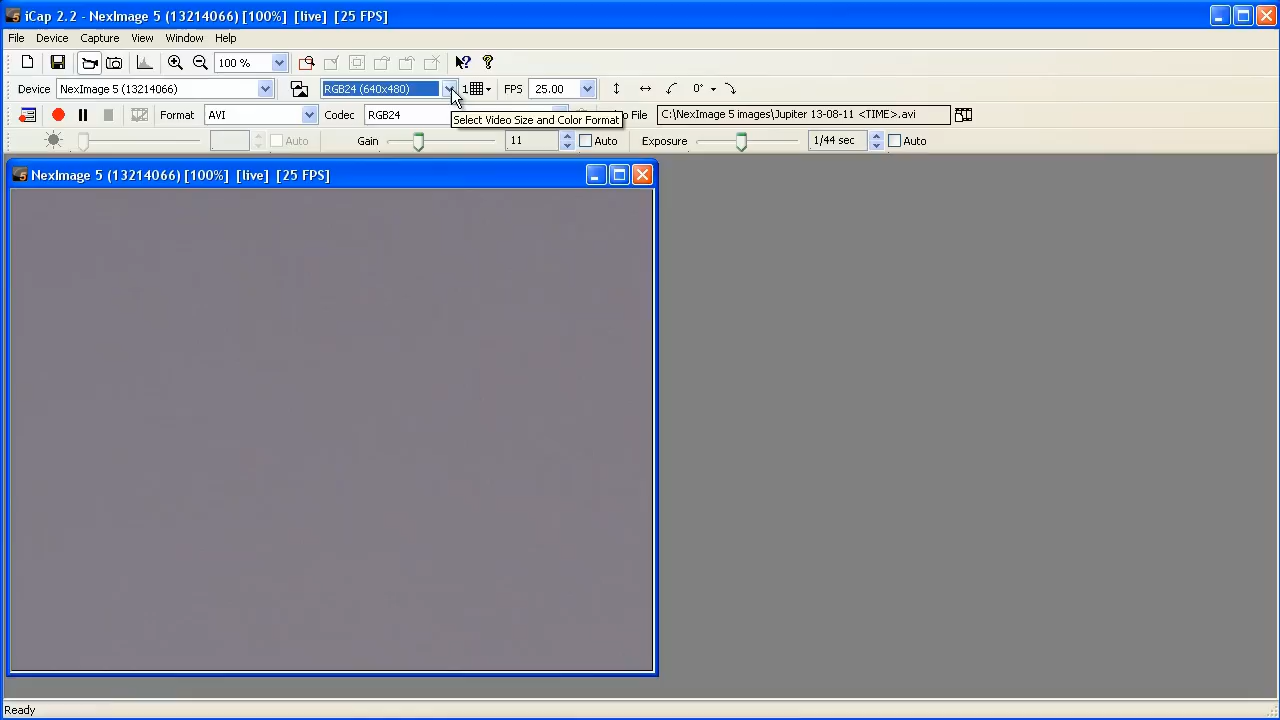 iCap 2.2 - NexImage 5 (13214066) [100%]  [live]  [25 FPS]
File Device Capture View Window Help
100 %
Device NexImage 5 (13214066) RGB24 (640x480) FPS 25.00 0
Format AVI Codec RGB24 File C:\NexImage 5 images\Jupiter 13-08-11 <TIME>.avi
Select Video Size and Color Format
Auto Gain 11 Auto Exposure 1/44 sec Auto
NexImage 5 (13214066) [100%]  [live]  [25 FPS]
Ready